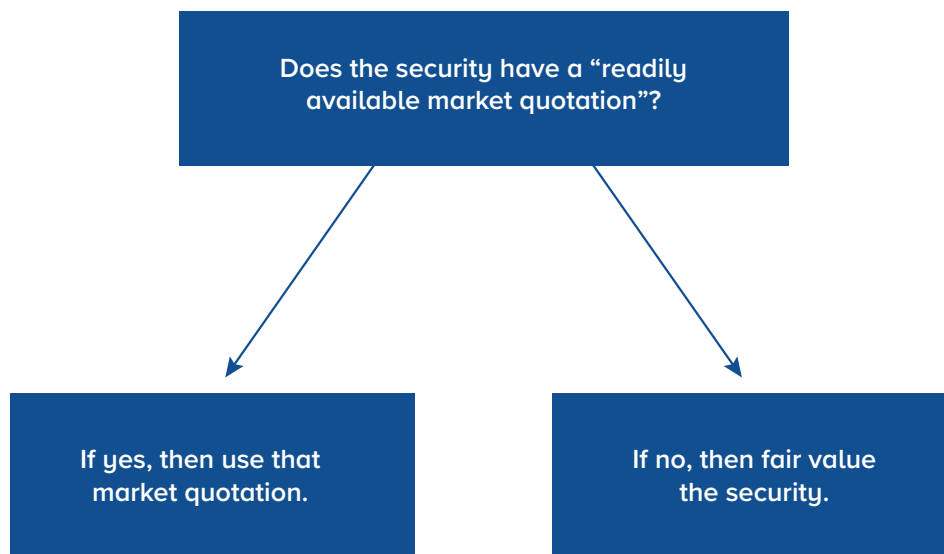 Does the security have a “readily
available market quotation”?
If yes, then use that
market quotation.
If no, then fair value
the security.